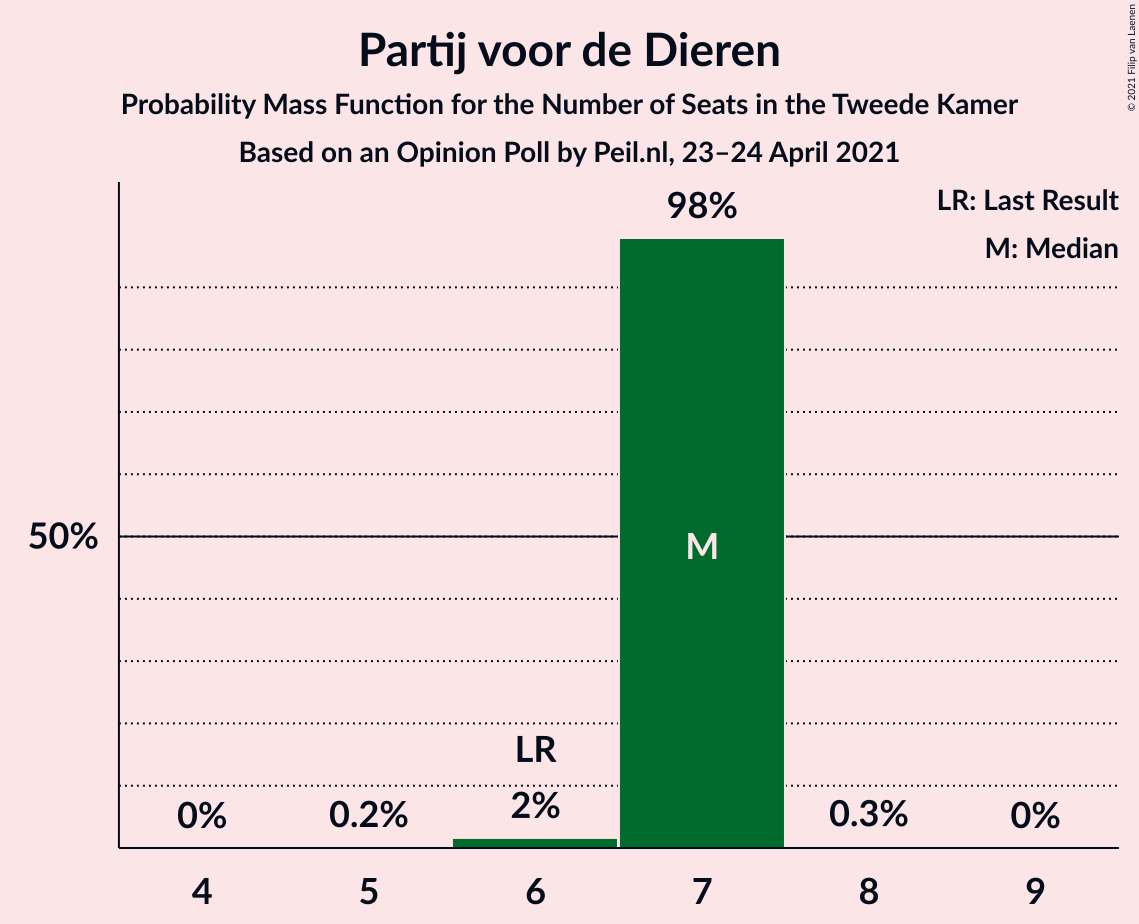 Partij voor de Dieren
Probability Mass Function for the Number of Seats in the Tweede Kamer
Based on an Opinion Poll by Peil.nl, 23–24 April 2021
© 2021 Filip van Laenen
LR: Last Result
M: Median
98%
50%
M
LR
0%
0.2%
2%
0.3%
0%
4 5 6 7 8 9